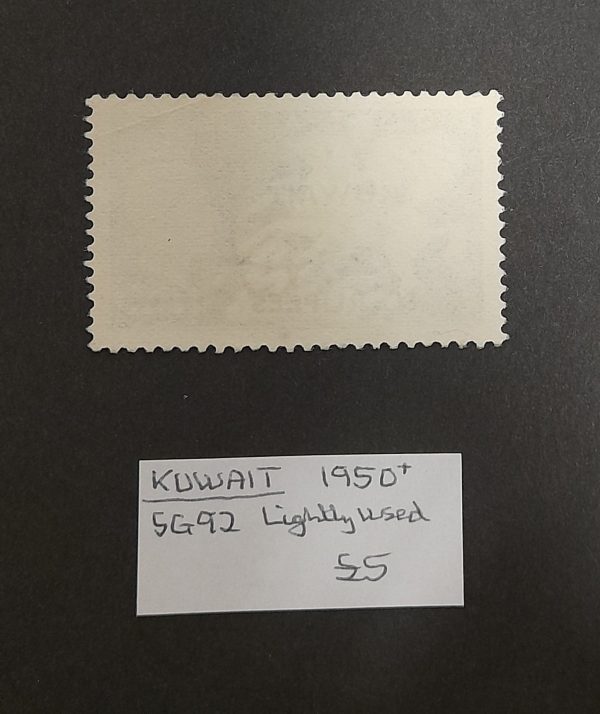 KUWAIT 1950+
SG92 Lightly used
£5